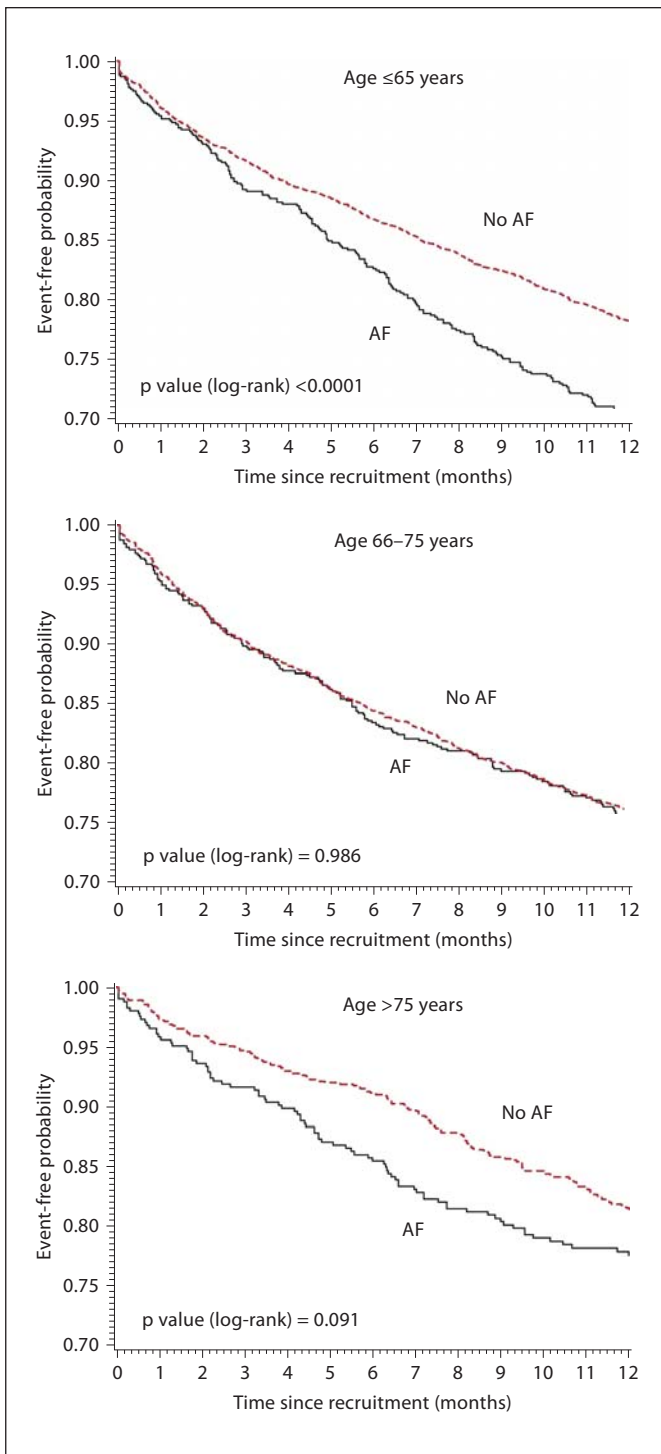 1.00
0.95
0.90
0.85
0.80
0.75
0.70
Event-free probability
Age ≤65 years
No AF
AF
p value (log-rank) <0.0001
0 1 2 3 4 5 6 7 8 9 10 11 12
Time since recruitment (months)
1.00
0.95
0.90
0.85
0.80
0.75
0.70
Event-free probability
Age 66–75 years
No AF
AF
p value (log-rank) = 0.986
0 1 2 3 4 5 6 7 8 9 10 11 12
Time since recruitment (months)
1.00
0.95
0.90
0.85
0.80
0.75
0.70
Event-free probability
Age >75 years
No AF
AF
p value (log-rank) = 0.091
0 1 2 3 4 5 6 7 8 9 10 11 12
Time since recruitment (months)